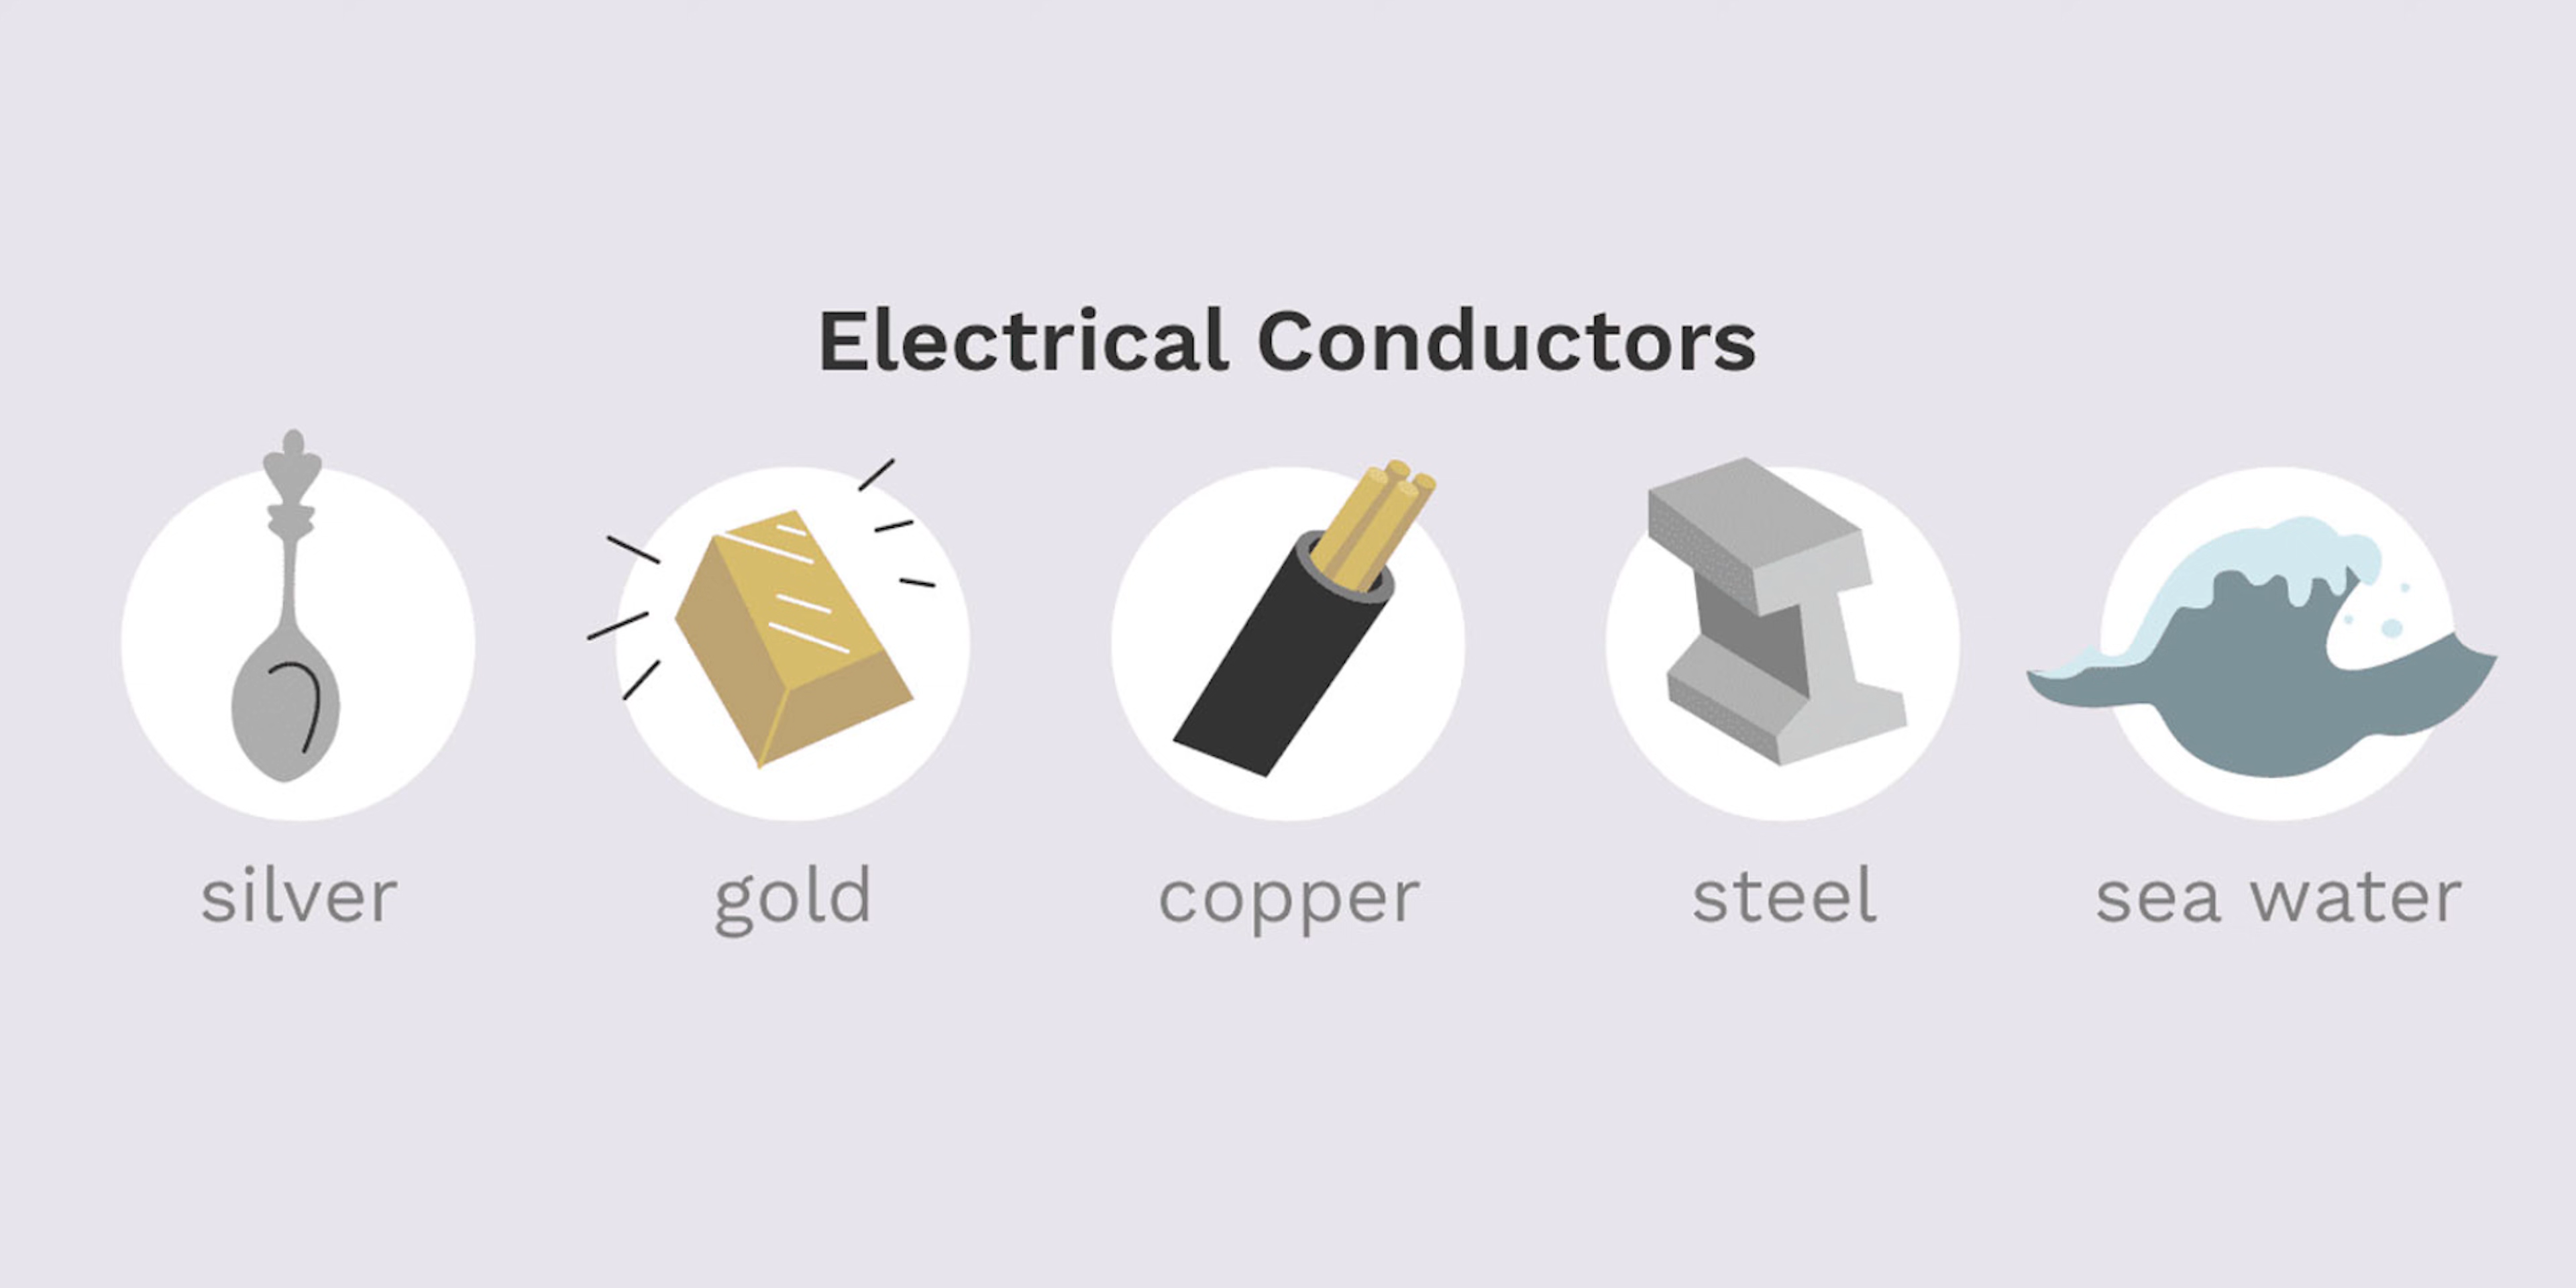 Electrical Conductors
silver
gold
copper
steel
sea water